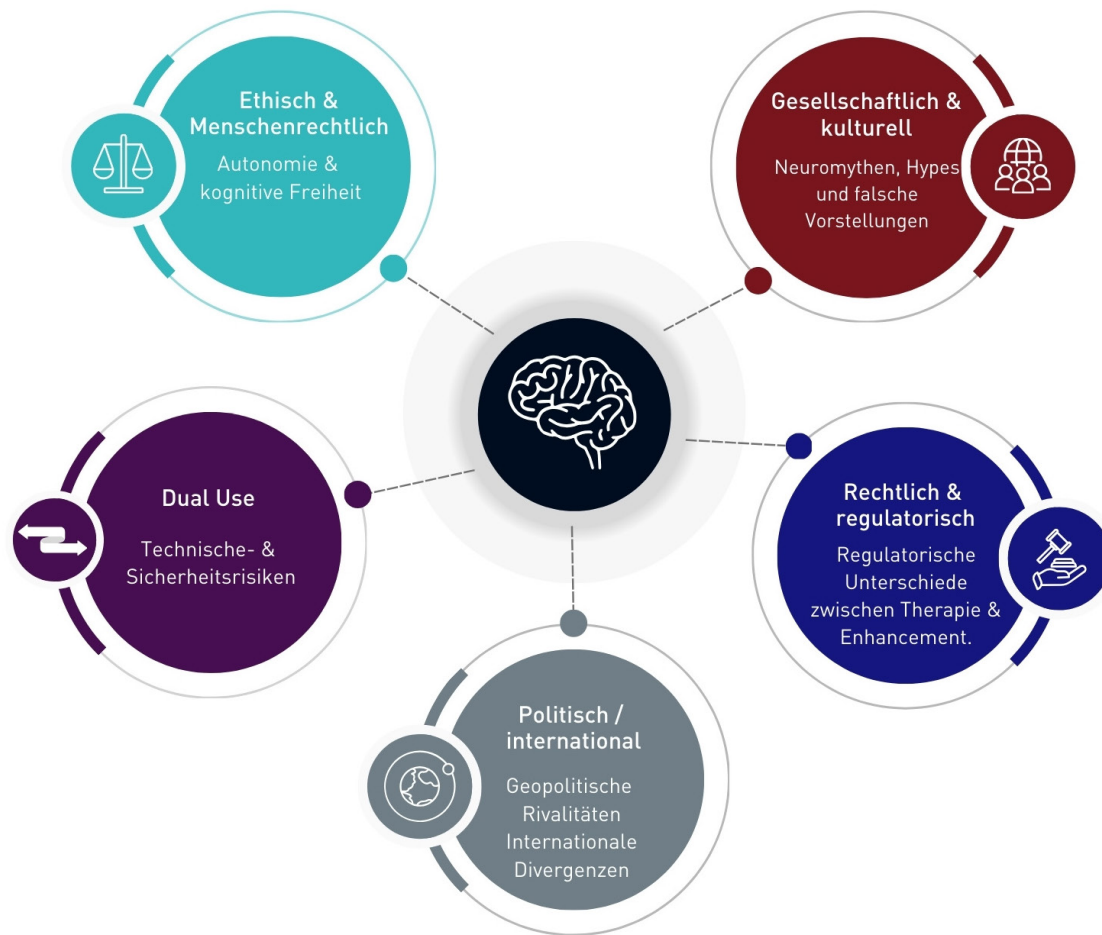 Ethisch &
Menschenrechtlich
Autonomie &
kognitive Freiheit
Gesellschaftlich &
kulturell
Neuromythen, Hypes
und falsche
Vorstellungen
Dual Use
Technische- &
Sicherheitsrisiken
Rechtlich &
regulatorisch
Regulatorische
Unterschiede
zwischen Therapie &
Enhancement.
Politisch /
international
Geopolitische
Rivalitäten
Internationale
Divergenzen